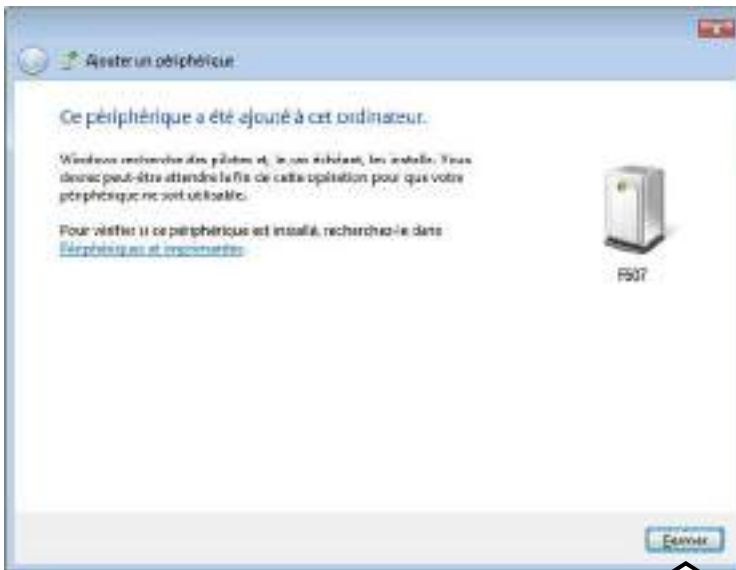 Ajouter un périphérique
Ce périphérique a été ajouté à cet ordinateur.
Windows recherche des pilotes et, le cas échéant, les installe. Vous
devrez peut-être attendre la fin de cette opération pour que votre
périphérique ne soit utilisable.
Pour vérifier si ce périphérique est installé, recherchez-le dans
Périphériques et imprimantes
F507
Fermer